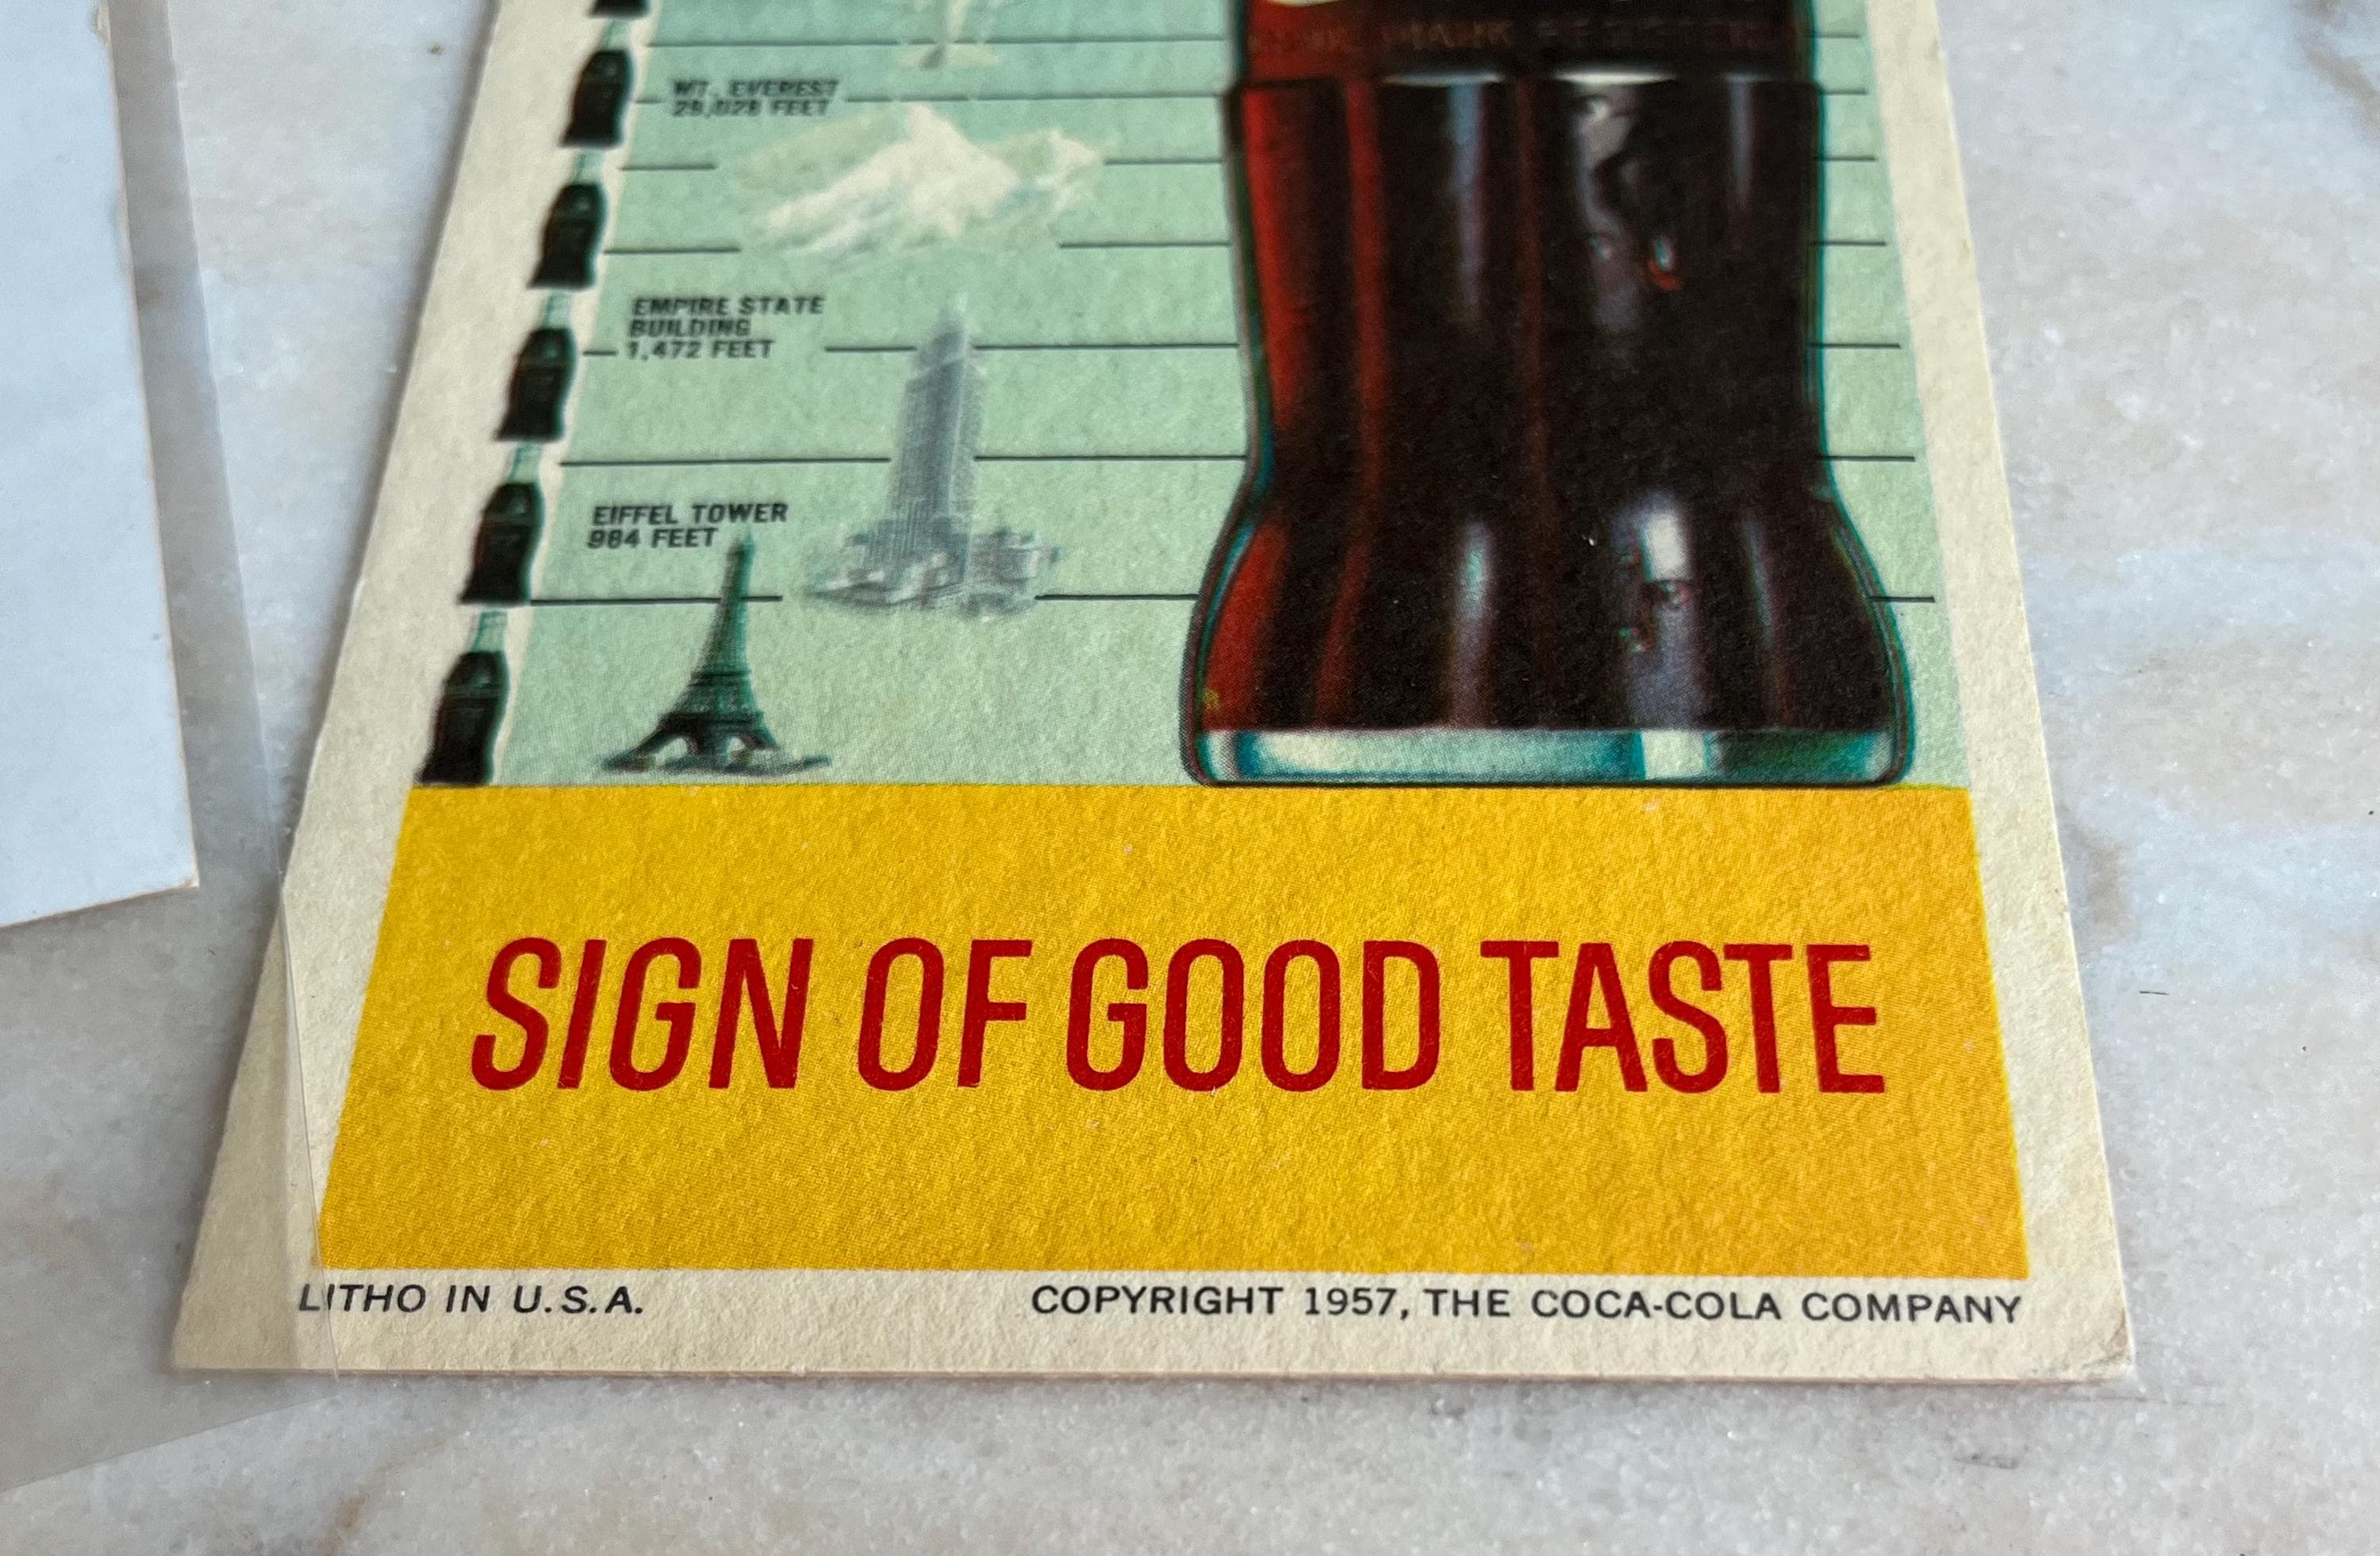 MT. EVEREST
29,028 FEET
EMPIRE STATE
BUILDING
1,472 FEET
EIFFEL TOWER
984 FEET
SIGN OF GOOD TASTE
LITHO IN U.S.A.
COPYRIGHT 1957, THE COCA-COLA COMPANY